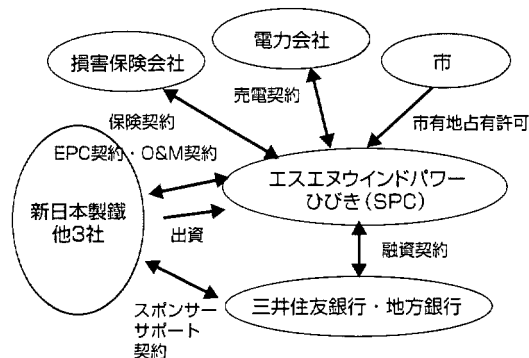 電力会社
損害保険会社
市
売電契約
保険契約
市有地占有許可
EPC契約・O&M契約
エスエヌウインドパワー
ひびき(SPC)
新日本製鐵
他3社
出資
融資契約
スポンサー
サポート
契約
三井住友銀行・地方銀行